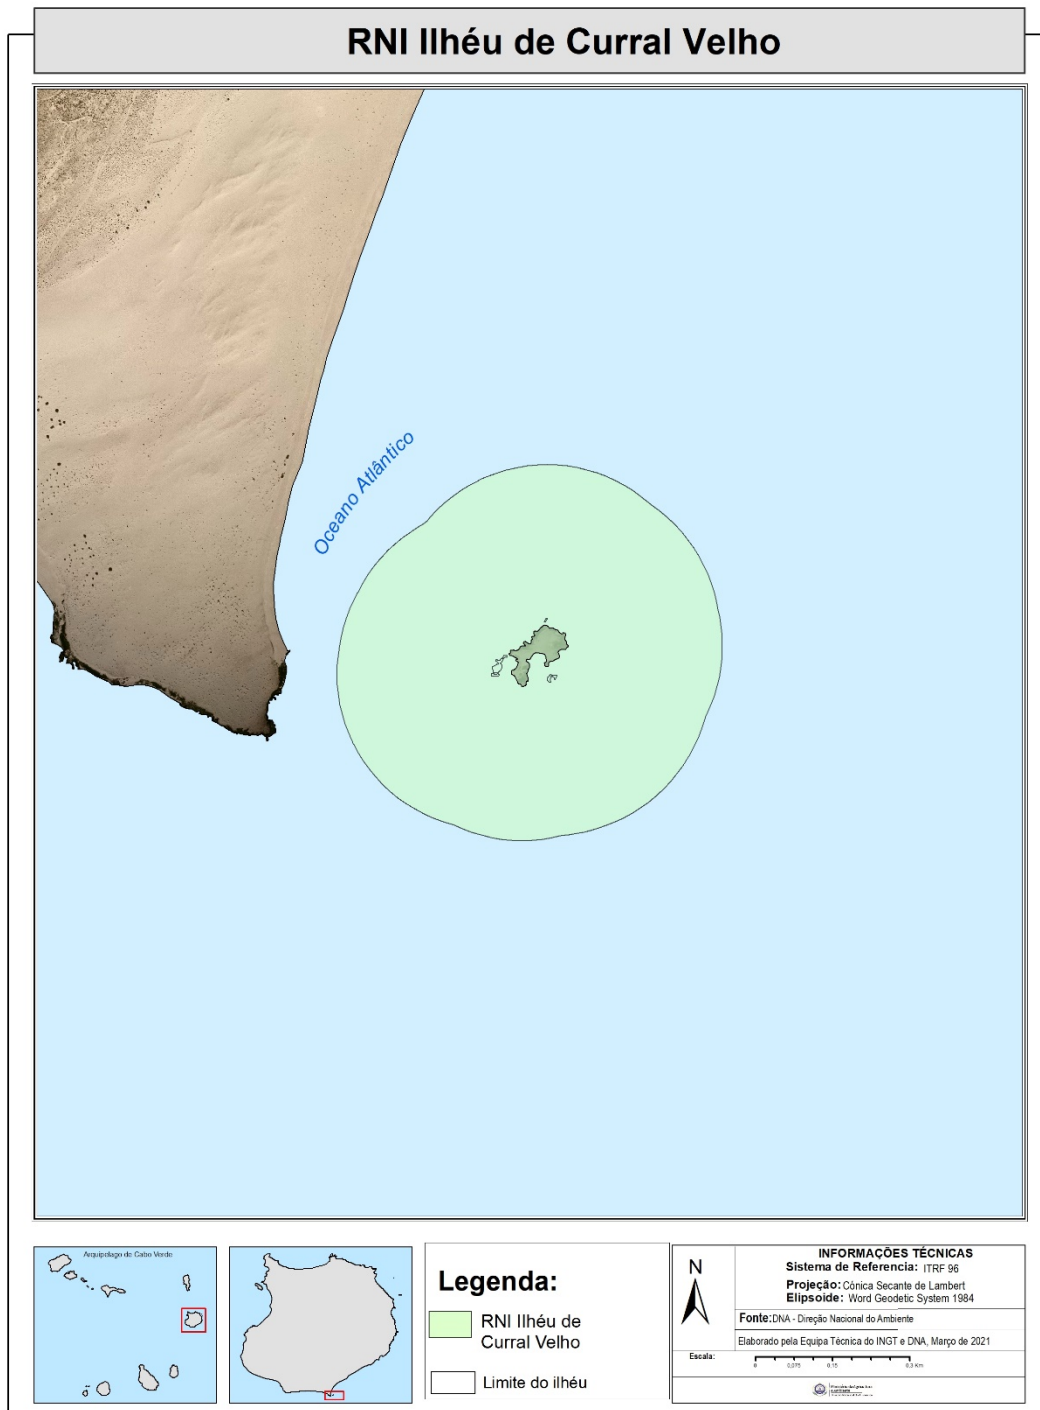 RNI Ilhéu de Curral Velho
Oceano Atlântico
Arquipelago de Cabo Verde
Legenda:
RNI Ilhéu de
Curral Velho
Limite do ilhéu
N
INFORMAÇÕES TÉCNICAS
Sistema de Referencia: ITRF 96
Projeção: Cônica Secante de Lambert
Elipsoide: Word Geodetic System 1984
Fonte:DNA - Direção Nacional do Ambiente
Elaborado pela Equipa Técnica do INGT e DNA, Março de 2021
Escala:
0 0,075 0,15 0,3 Km